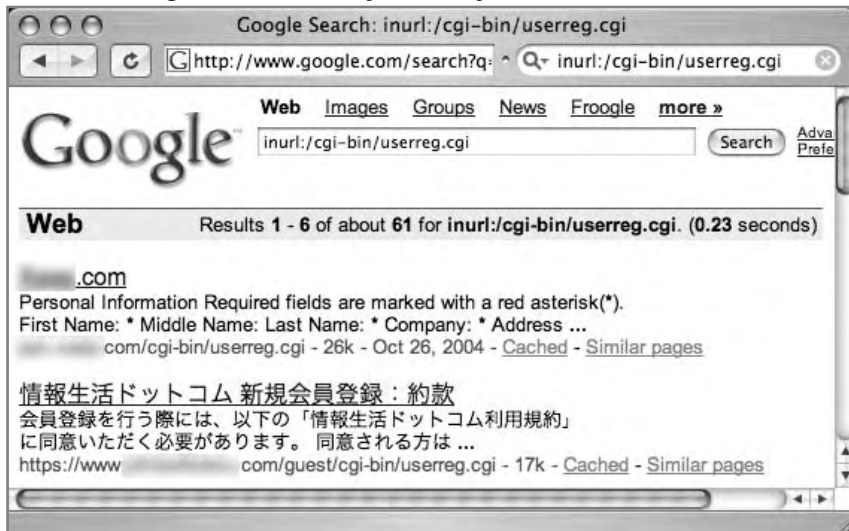 Google Search: inurl:/cgi-bin/userreg.cgi
http://www.google.com/search?q= inurl:/cgi-bin/userreg.cgi
Web Images Groups News Froogle more »
Google
inurl:/cgi-bin/userreg.cgi Search Adva
Prefe
Web Results 1 - 6 of about 61 for inurl:/cgi-bin/userreg.cgi. (0.23 seconds)
.com
Personal Information Required fields are marked with a red asterisk(*).
First Name: * Middle Name: Last Name: * Company: * Address ...
com/cgi-bin/userreg.cgi - 26k - Oct 26, 2004 - Cached - Similar pages
情報生活ドットコム 新規会員登録：約款
会員登録を行う際には、以下の「情報生活ドットコム利用規約」
に同意いただく必要があります。 同意される方は ...
https://www com/guest/cgi-bin/userreg.cgi - 17k - Cached - Similar pages